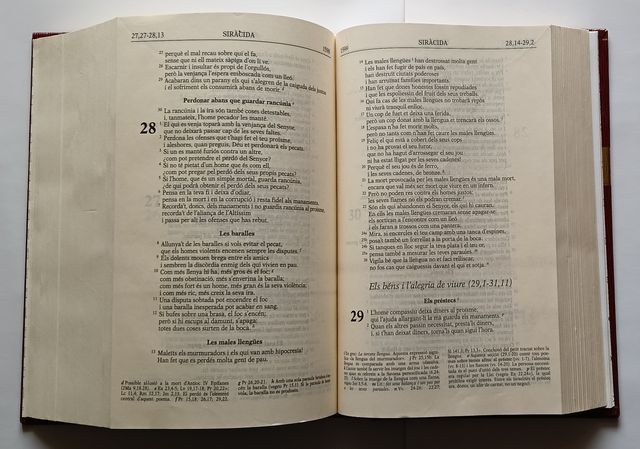 27,27-28,13 SIRÀCIDA 1598
27 perquè el mal recau sobre qui el fa,
sense que ni ell mateix sàpiga d'on li ve.
28 Escarnir i insultar és propi de l'orgullós,
però la venjança l'espera emboscada com un lleó.
29 Acabaran dins un parany els qui s'alegren de la caiguda dels justos
i el sofriment els consumirà abans de morir.
Perdonar abans que guardar rancúnia
30 La rancúnia i la ira són també coses detestables,
i, tanmateix, l'home pecador les manté.
28
1 El qui es venja topará amb la venjança del Senyor,
que no deixarà passar cap de les seves faltes.
2 Perdona les ofenses que t'hagi fet el teu proïsme,
i aleshores, quan preguis, Déu et perdonarà els pecats.
3 Si un es manté furiós contra un altre,
¿com pot pretendre el perdó del Senyor?
4 Si no té pietat d'un home que és com ell,
¿com pot pregar pel perdó dels seus propis pecats?
5 Si l'home, que és un simple mortal, guarda rancúnia,
¿de qui podrà obtenir el perdó dels seus pecats?
6 Pensa en la teva fi i deixa d'odiar,
pensa en la mort i en la corrupció i resta fidel als manaments.
7 Recorda't, doncs, dels manaments i no guardis rancúnia al proïsme,
recorda't de l'aliança de l'Altíssim
i passa per alt les ofenses que has rebut.
Les baralles
8 Allunya't de les baralles si vols evitar el pecat,
que els homes violents encenen sempre les disputes.
9 Els dolents mouen brega entre els amics
i sembren la discòrdia enmig dels qui vivien en pau.
10 Com més llenya hi ha, més gros és el foc;
com més obstinació, més s'enverina la baralla;
com més fort és un home, més gran és la seva violència;
i com més ric, més creix la seva ira.
11 Una disputa sobtada pot encendre el foc
i una baralla inesperada pot acabar en sang.
12 Si bufes sobre una brasa, el foc s'encén;
però si hi escups al damunt, s'apaga:
totes dues coses surten de la boca.
Les males llengües
13 Maleïts els murmuradors i els qui van amb hipocresia!
Han fet que es perdés molta gent de pau.
SIRÀCIDA 28,14-29,2
14 Les males llengües han destrossat molta gent
i els han fet fugir de país en país,
han destruït ciutats poderoses
i han arruïnat famílies importants.
15 Han fet que dones honestes fossin repudiades
i que les expoliessin del fruit dels seus treballs.
16 Qui fa cas de les males llengües no trobarà repòs
ni viurà tranquil enlloc.
17 Un cop de fuet et deixa una ferida,
però un cop donat amb la llengua et trencarà els ossos.
18 L'espasa n'ha fet morir molts,
però no tants com n'han fet caure les males llengües.
19 Feliç el qui està a cobert dels seus cops
i no ha provat el seu furor,
que no ha hagut d'arrossegar el seu jou
ni ha estat lligat per les seves cadenes!
20 Perquè el seu jou és de ferro,
i les seves cadenes, de bronze.
21 La mort provocada per les males llengües és una mala mort,
encara que val més ser mort que viure en un infern.
22 Però no poden res contra els homes justos:
les seves flames no els podran cremar.
23 Són els qui abandonen el Senyor, els qui hi cauran.
En ells les males llengües cremaran sense apagar-se:
els sortiran a l'encontre com un lleó
i els faran a trossos com una pantera.
24a Mira, si encercles el teu camp amb una tanca d'espines,
25b posa't també un forrellat a la porta de la boca.
24b Si tanques en lloc segur la teva plata i el teu or,
25a pensa també a mesurar les teves paraules.
26 Vigila bé que la llengua no et faci relliscar,
no fos cas que caiguessis davant el qui et sotja.
Els béns i l'alegria de viure (29,1-31,11)
Els préstecs
29
1 L'home compassiu deixa diners al proïsme,
qui l'ajuda allargant-li la mà guarda els manaments.
2 Quan els altres passin necessitat, presta'ls diners,
i, si t'han deixat diners, torna'ls quan sigui l'hora.